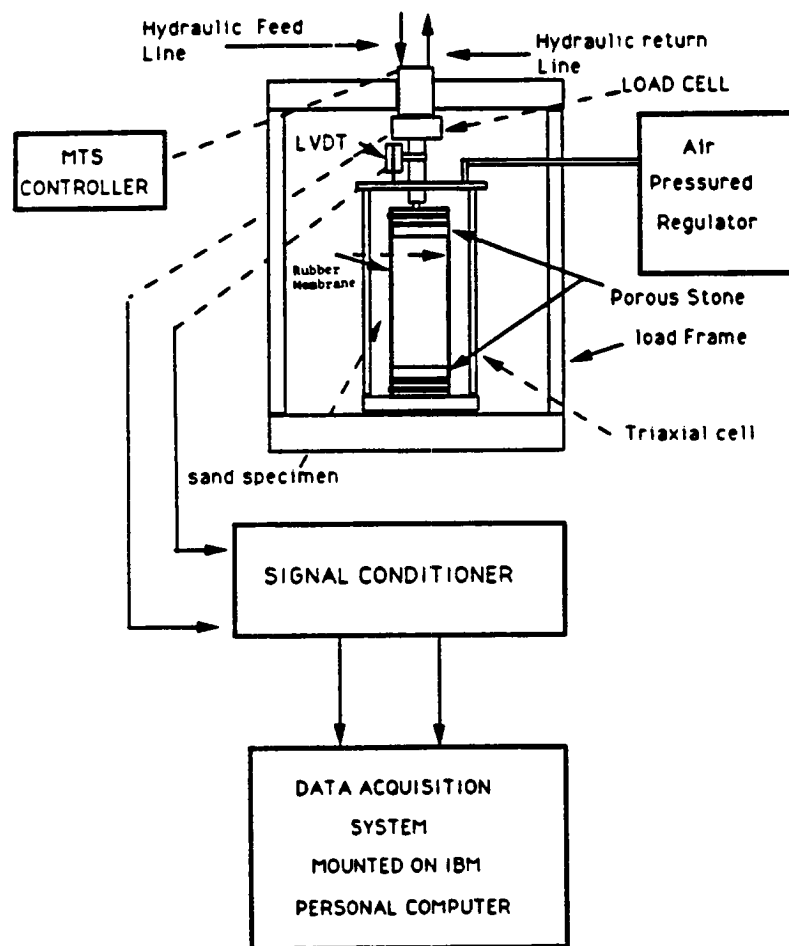 Hydraulic Feed
Line
Hydraulic return
Line
LOAD CELL
MTS
CONTROLLER
LVDT
Air
Pressured
Regulator
Rubber
Membrane
Porous Stone
load Frame
Triaxial cell
sand specimen
SIGNAL CONDITIONER
DATA ACQUISITION
SYSTEM
MOUNTED ON IBM
PERSONAL COMPUTER